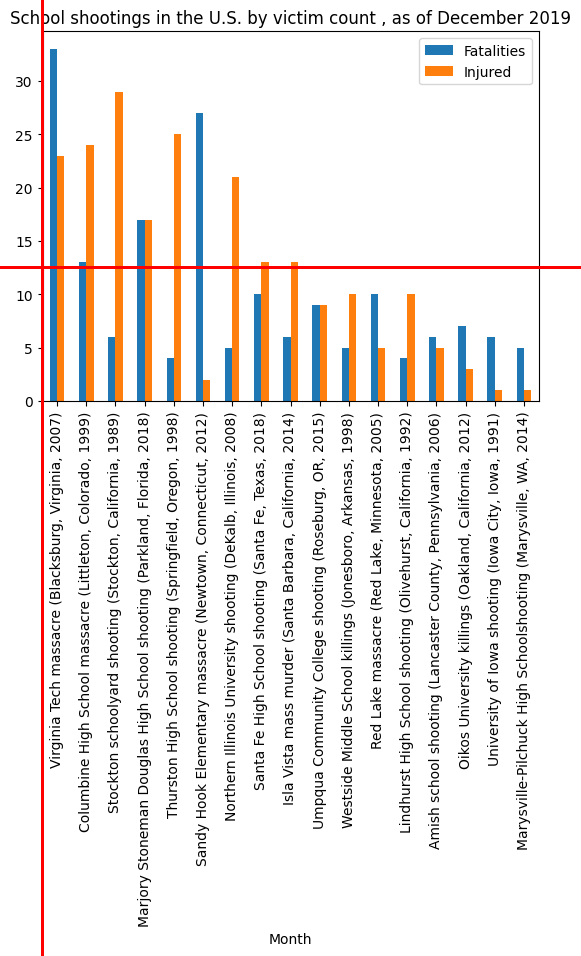 School shootings in the U.S. by victim count , as of December 2019
Fatalities
Injured
30
25
20
15
10
5
0
Virginia Tech massacre (Blacksburg, Virginia, 2007)
Columbine High School massacre (Littleton, Colorado, 1999)
Stockton schoolyard shooting (Stockton, California, 1989)
Marjory Stoneman Douglas High School shooting (Parkland, Florida, 2018)
Thurston High School shooting (Springfield, Oregon, 1998)
Sandy Hook Elementary massacre (Newtown, Connecticut, 2012)
Northern Illinois University shooting (DeKalb, Illinois, 2008)
Santa Fe High School shooting (Santa Fe, Texas, 2018)
Isla Vista mass murder (Santa Barbara, California, 2014)
Umpqua Community College shooting (Roseburg, OR, 2015)
Westside Middle School killings (Jonesboro, Arkansas, 1998)
Red Lake massacre (Red Lake, Minnesota, 2005)
Lindhurst High School shooting (Olivehurst, California, 1992)
Amish school shooting (Lancaster County, Pennsylvania, 2006)
Oikos University killings (Oakland, California, 2012)
University of Iowa shooting (Iowa City, Iowa, 1991)
Marysville-Pilchuck High Schoolshooting (Marysville, WA, 2014)
Month